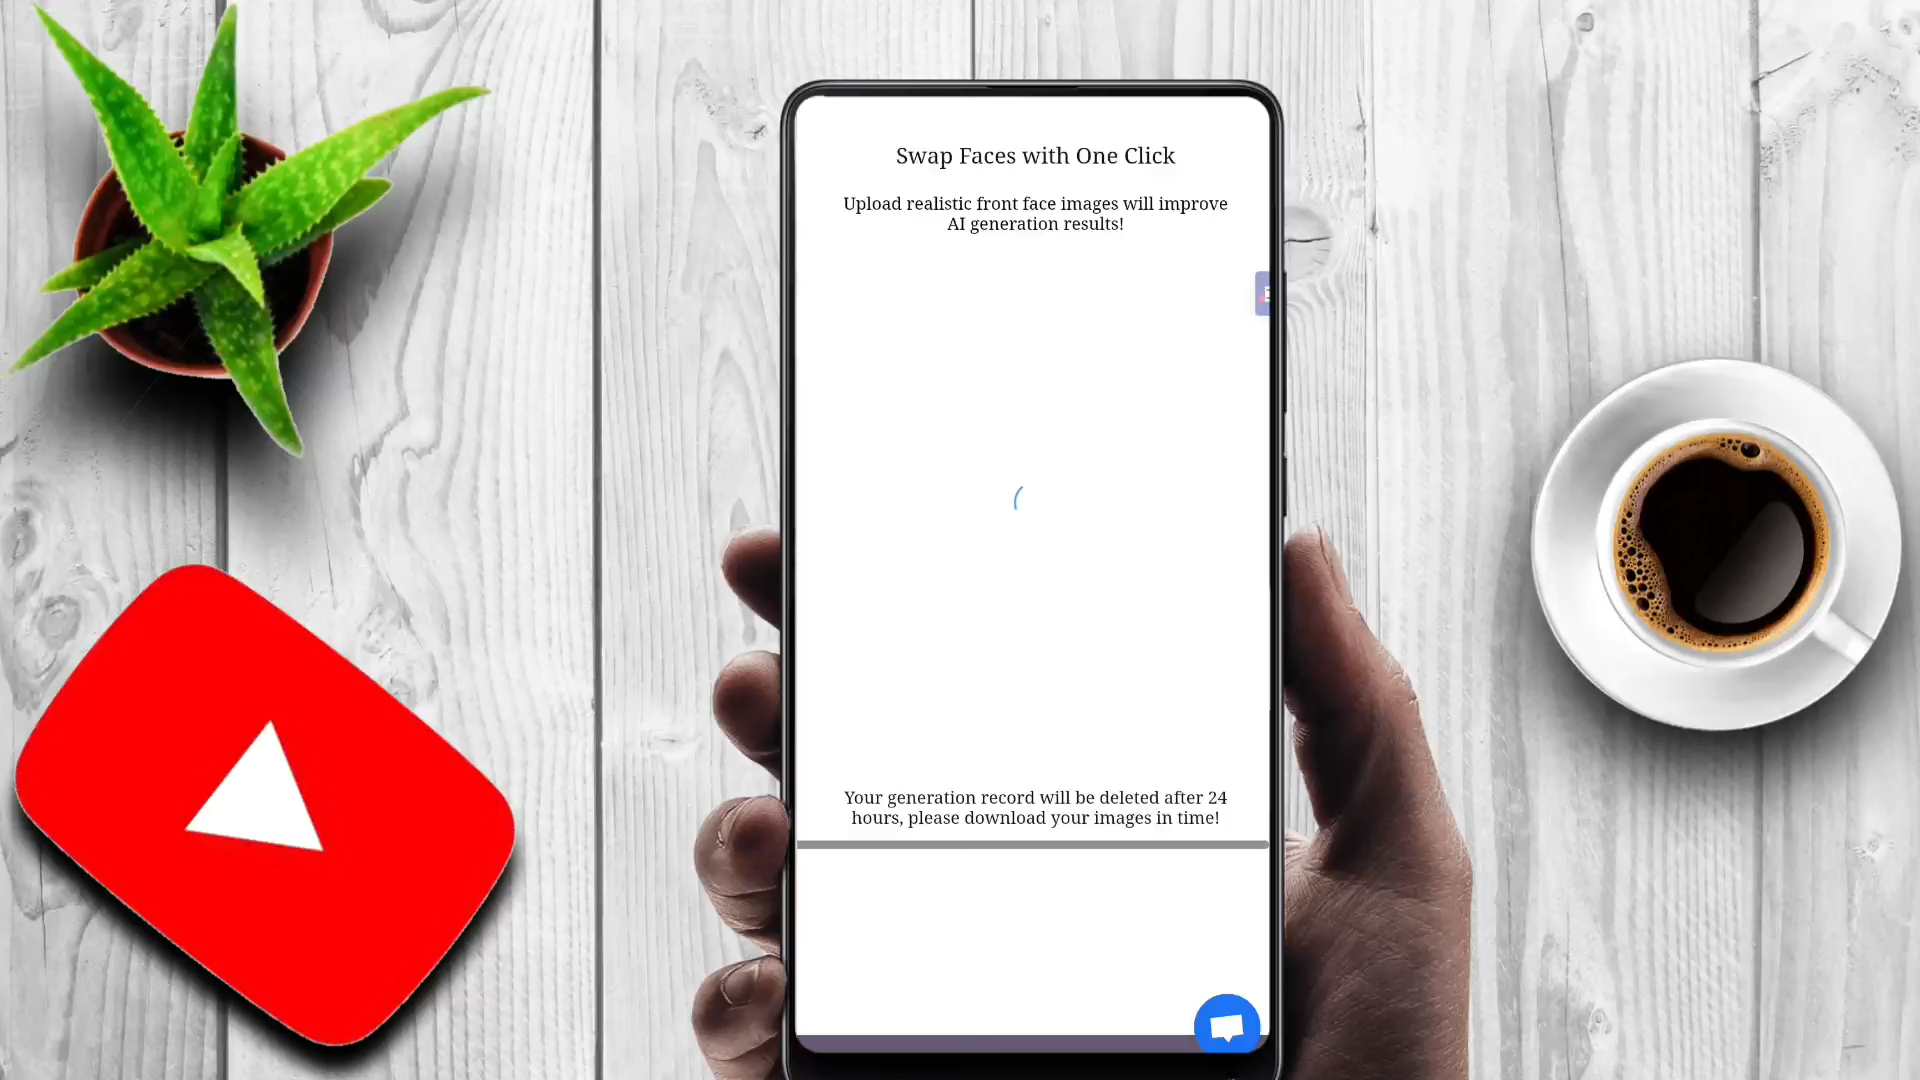 Swap Faces with One Click
Upload realistic front face images will improve
AI generation results!
Your generation record will be deleted after 24
hours, please download your images in time!